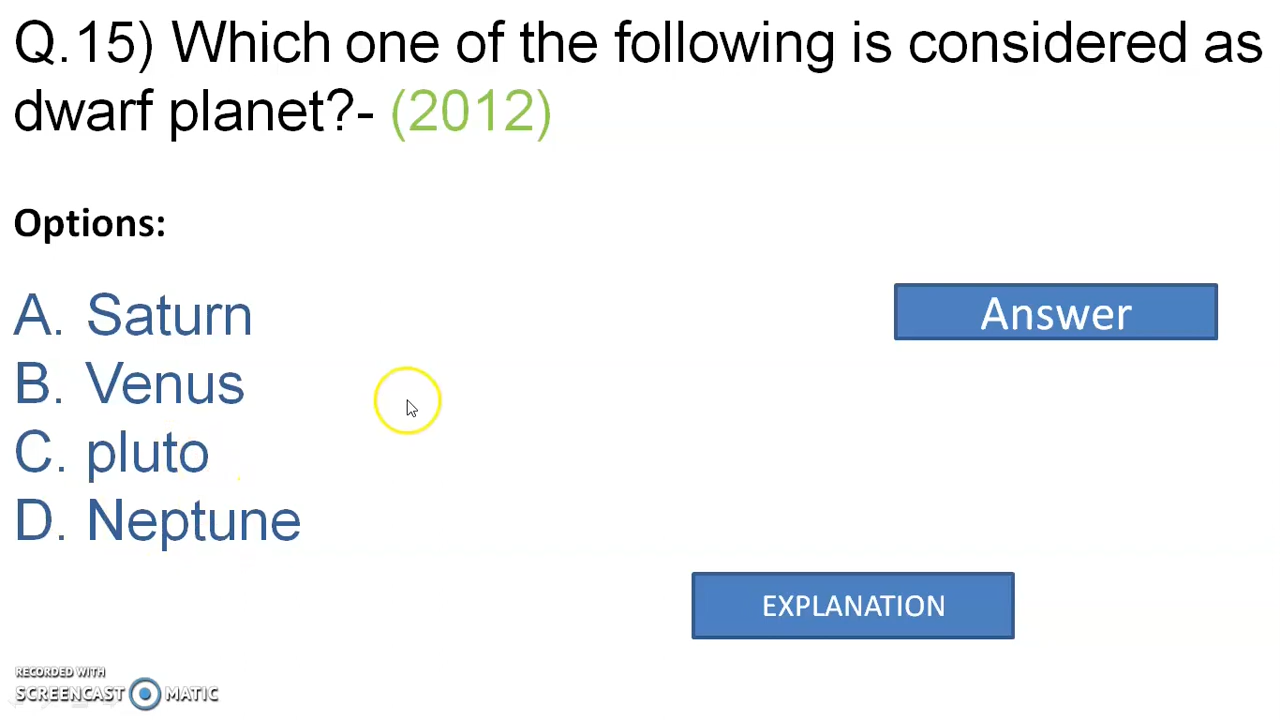 Q.15) Which one of the following is considered as
dwarf planet?- (2012)
Options:
A. Saturn
Answer
B. Venus
C. pluto
D. Neptune
EXPLANATION
RECORDED WITH
SCREENCAST MATIC